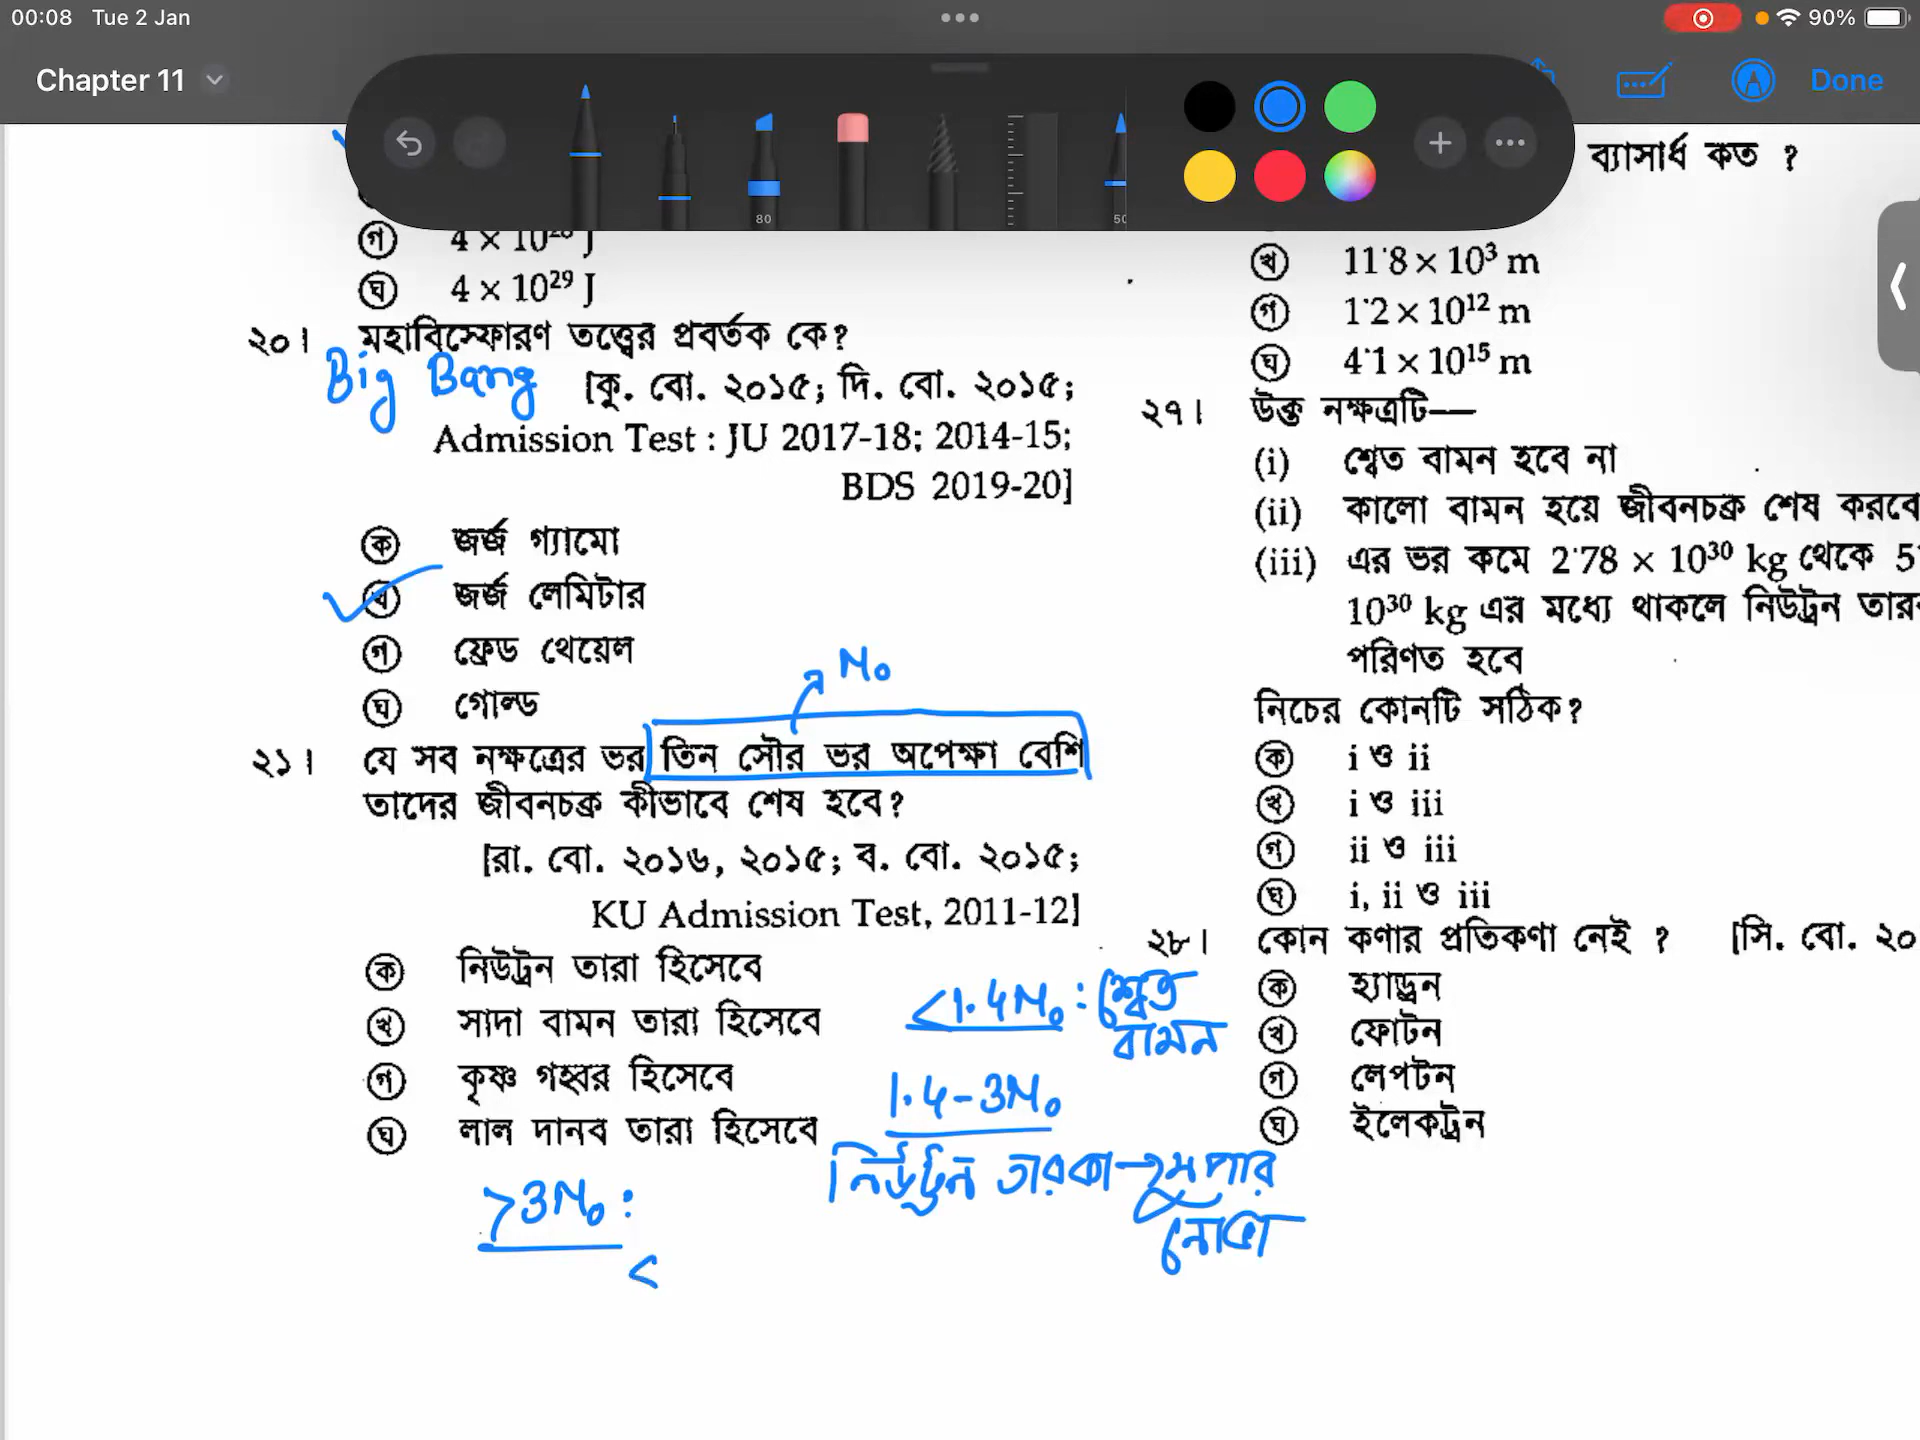 00:08 Tue 2 Jan
90%
Chapter 11
Done
80
50
গ 4 × 10²⁸ J
ঘ 4 × 10²⁹ J
২০। মহাবিস্ফোরণ তত্ত্বের প্রবর্তক কে?
Big Bang [কু. বো. ২০১৫; দি. বো. ২০১৫;
Admission Test : JU 2017-18; 2014-15;
BDS 2019-20]
ক জর্জ গ্যামো
খ জর্জ লেমিটার
গ ফ্রেড থেয়েল
ঘ গোল্ড
M₀
২১। যে সব নক্ষত্রের ভর তিন সৌর ভর অপেক্ষা বেশি
তাদের জীবনচক্র কীভাবে শেষ হবে?
[রা. বো. ২০১৬, ২০১৫; ব. বো. ২০১৫;
KU Admission Test, 2011-12]
ক নিউট্রন তারা হিসেবে
খ সাদা বামন তারা হিসেবে
গ কৃষ্ণ গহ্বর হিসেবে
ঘ লাল দানব তারা হিসেবে
<1.4M₀ : শ্বেত
বামন
1.4-3M₀
নিউট্রন তারকা→সুপার
নোভা
>3M₀ :
<
ব্যাসার্ধ কত ?
খ 11·8 × 10³ m
গ 1·2 × 10¹² m
ঘ 4·1 × 10¹⁵ m
২৭। উক্ত নক্ষত্রটি—
(i) শ্বেত বামন হবে না
(ii) কালো বামন হয়ে জীবনচক্র শেষ করবে
(iii) এর ভর কমে 2·78 × 10³⁰ kg থেকে 5
10³⁰ kg এর মধ্যে থাকলে নিউট্রন তার
পরিণত হবে
নিচের কোনটি সঠিক?
ক i ও ii
খ i ও iii
গ ii ও iii
ঘ i, ii ও iii
২৮। কোন কণার প্রতিকণা নেই ? [সি. বো. ২০
ক হ্যাড্রন
খ ফোটন
গ লেপটন
ঘ ইলেকট্রন